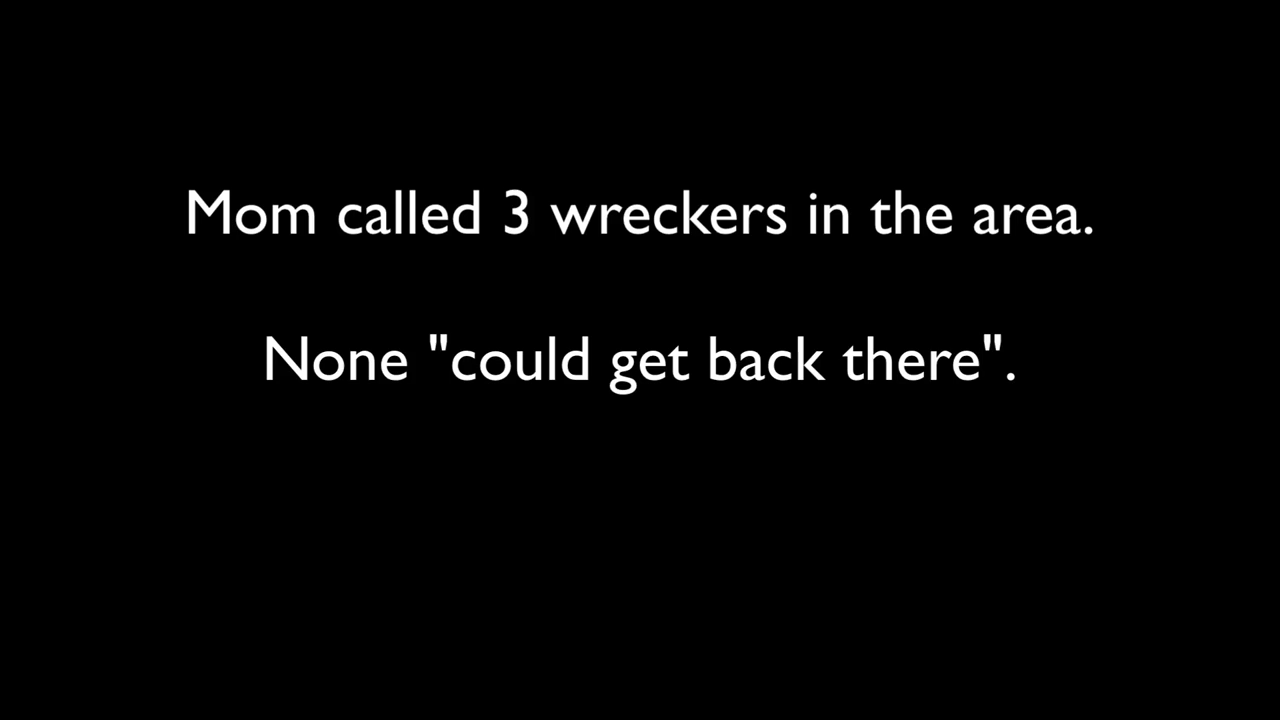 Mom called 3 wreckers in the area.
None "could get back there".